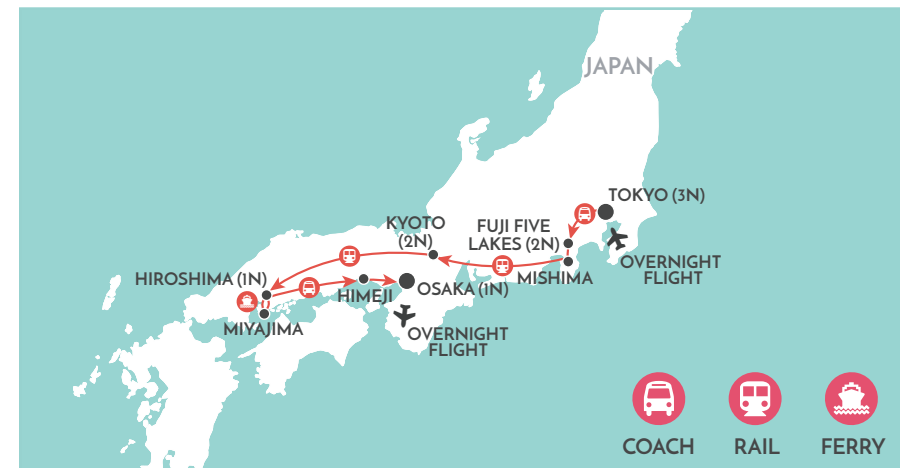 JAPAN
TOKYO (3N)
KYOTO
(2N)
FUJI FIVE
LAKES (2N)
OVERNIGHT
FLIGHT
MISHIMA
HIROSHIMA (1N)
HIMEJI
OSAKA (1N)
MIYAJIMA
OVERNIGHT
FLIGHT
COACH
RAIL
FERRY